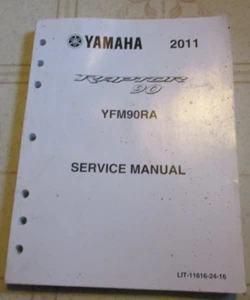 YAMAHA 2011
RAPTOR
90
YFM90RA
SERVICE MANUAL
LIT-11616-24-16